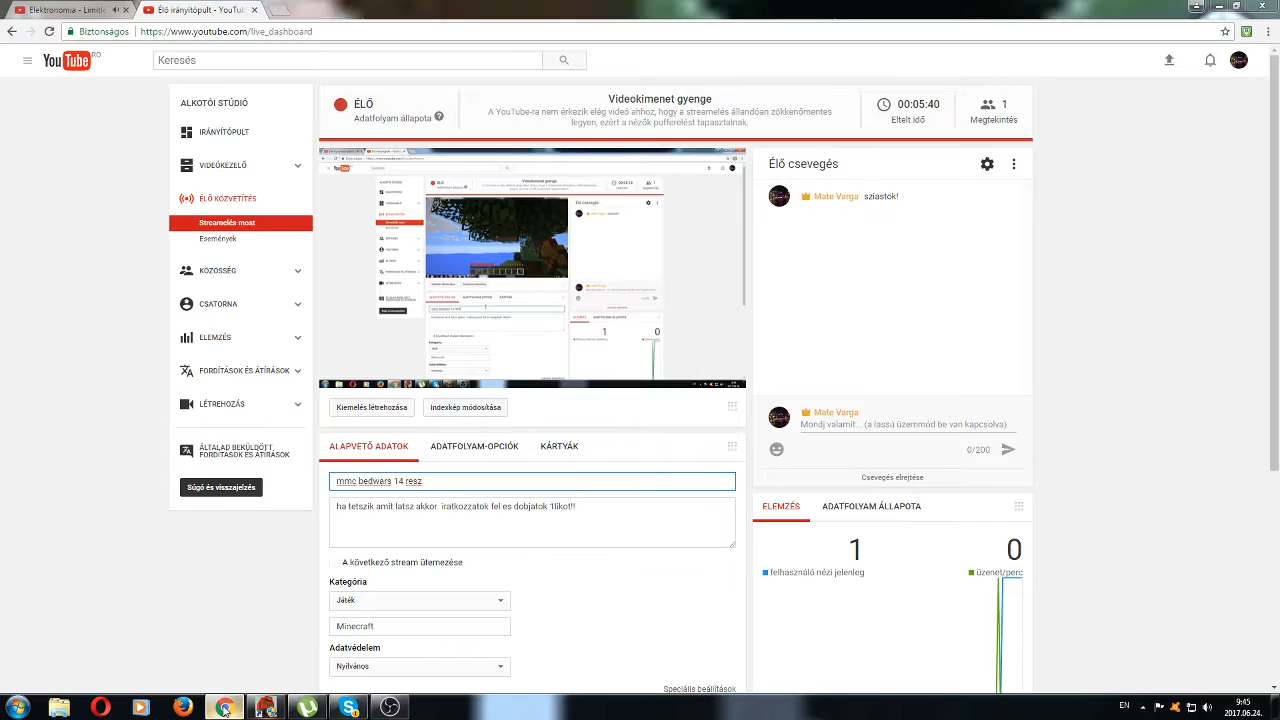 Elektronomia - Limitle
Élő irányítópult - YouTub
Biztonságos
https://www.youtube.com/live_dashboard
YouTube RO
Keresés
ALKOTÓI STÚDIÓ
IRÁNYÍTÓPULT
VIDEÓKEZELŐ
ÉLŐ KÖZVETÍTÉS
Streamelés most
Események
KÖZÖSSÉG
CSATORNA
ELEMZÉS
FORDÍTÁSOK ÉS ÁTÍRÁSOK
LÉTREHOZÁS
ÁLTALAD BEKÜLDÖTT
FORDÍTÁSOK ÉS ÁTÍRÁSOK
Súgó és visszajelzés
ÉLŐ
Adatfolyam állapota
Videokimenet gyenge
A YouTube-ra nem érkezik elég videó ahhoz, hogy a streamelés állandóan zökkenőmentes
legyen, ezért a nézők pufferelést tapasztalnak.
00:05:40
Eltelt idő
1
Megtekintés
Kiemelés létrehozása
Indexkép módosítása
ALAPVETŐ ADATOK
ADATFOLYAM-OPCIÓK
KÁRTYÁK
mmc bedwars 14 resz
ha tetszik amit latsz akkor iratkozzatok fel es dobjatok 1likot!!
A következő stream ütemezése
Kategória
Játék
Minecraft
Adatvédelem
Nyilvános
Speciális beállítások
Élő csevegés
Mate Varga sziastok!
Mate Varga
Mondj valamit... (a lassú üzemmód be van kapcsolva)
0/200
Csevegés elrejtése
ELEMZÉS
ADATFOLYAM ÁLLAPOTA
1
0
felhasználó nézi jelenleg
üzenet/perc
EN
9:45
2017.06.24.